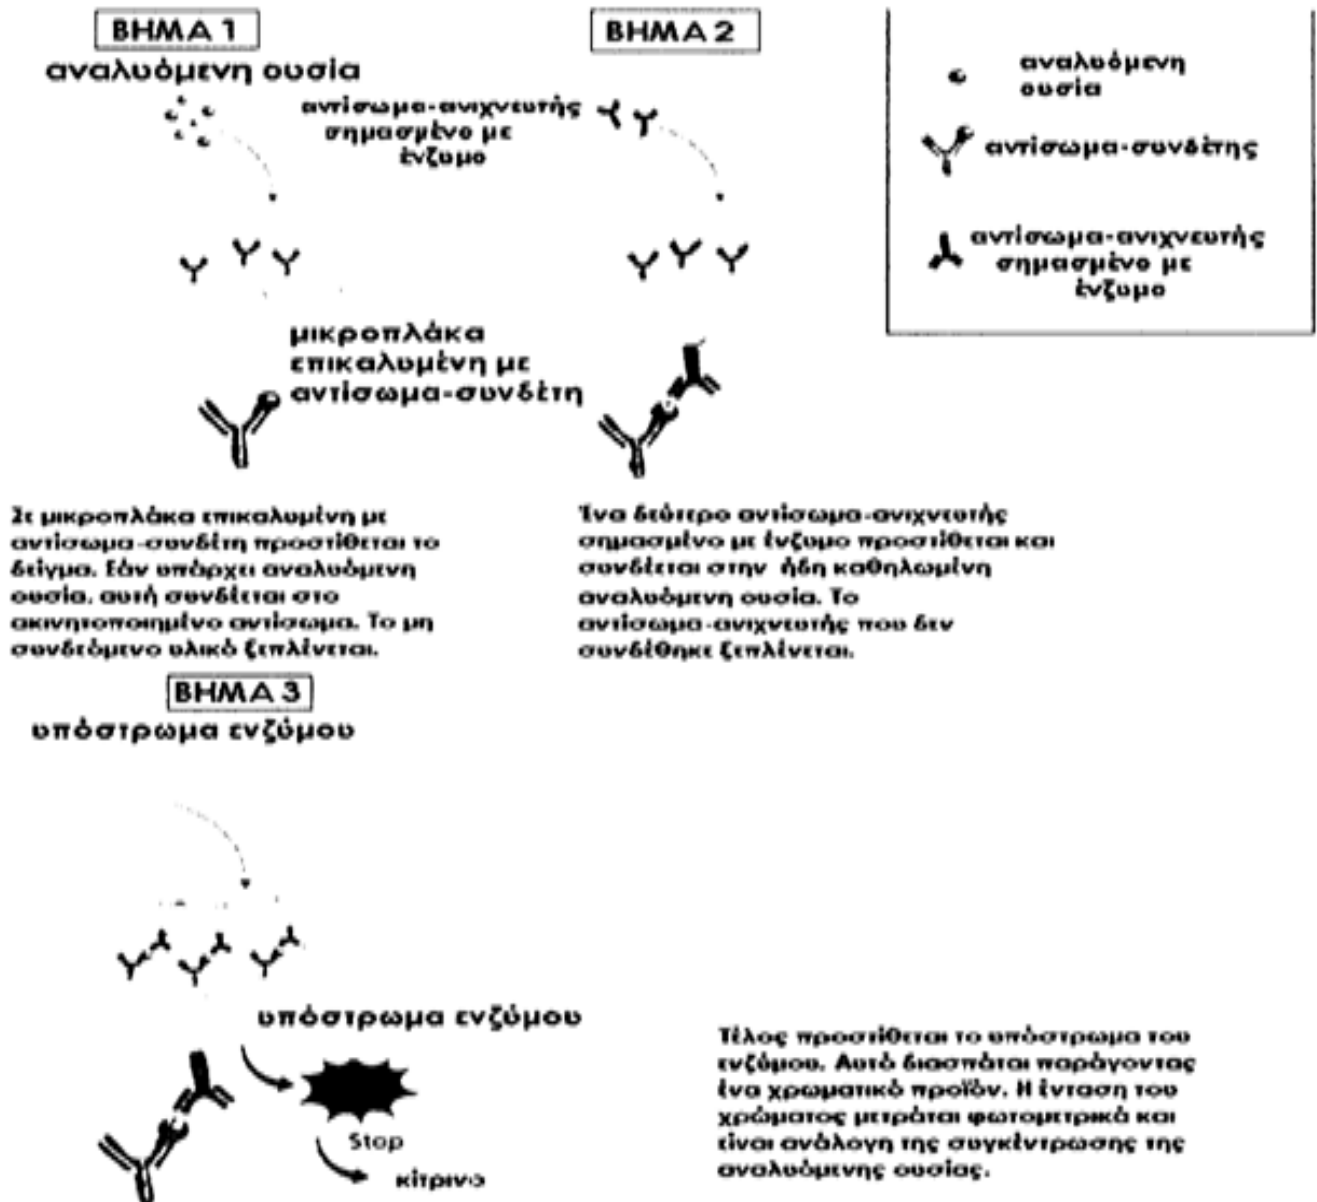 ΒΗΜΑ 1
αναλυόμενη ουσία
ΒΗΜΑ 2
αντίσωμα-ανιχνευτής
σημασμένο με
ένζυμο
αναλυόμενη
ουσία
αντίσωμα-συνδέτης
αντίσωμα-ανιχνευτής
σημασμένο με
ένζυμο
μικροπλάκα
επικαλυμένη με
αντίσωμα-συνδέτη
Σε μικροπλάκα επικαλυμένη με
αντίσωμα-συνδέτη προστίθεται το
δείγμα. Εάν υπάρχει αναλυόμενη
ουσία, αυτή συνδέεται στο
ακινητοποιημένο αντίσωμα. Το μη
συνδεόμενο υλικό ξεπλένεται.
Ένα δεύτερο αντίσωμα-ανιχνευτής
σημασμένο με ένζυμο προστίθεται και
συνδέεται στην ήδη καθηλωμένη
αναλυόμενη ουσία. Το
αντίσωμα-ανιχνευτής που δεν
συνδέθηκε ξεπλένεται.
ΒΗΜΑ 3
υπόστρωμα ενζύμου
υπόστρωμα ενζύμου
Stop
κίτρινο
Τέλος προστίθεται το υπόστρωμα του
ενζύμου. Αυτό διασπάται παράγοντας
ένα χρωματικό προϊόν. Η ένταση του
χρώματος μετράται φωτομετρικά και
είναι ανάλογη της συγκέντρωσης της
αναλυόμενης ουσίας.